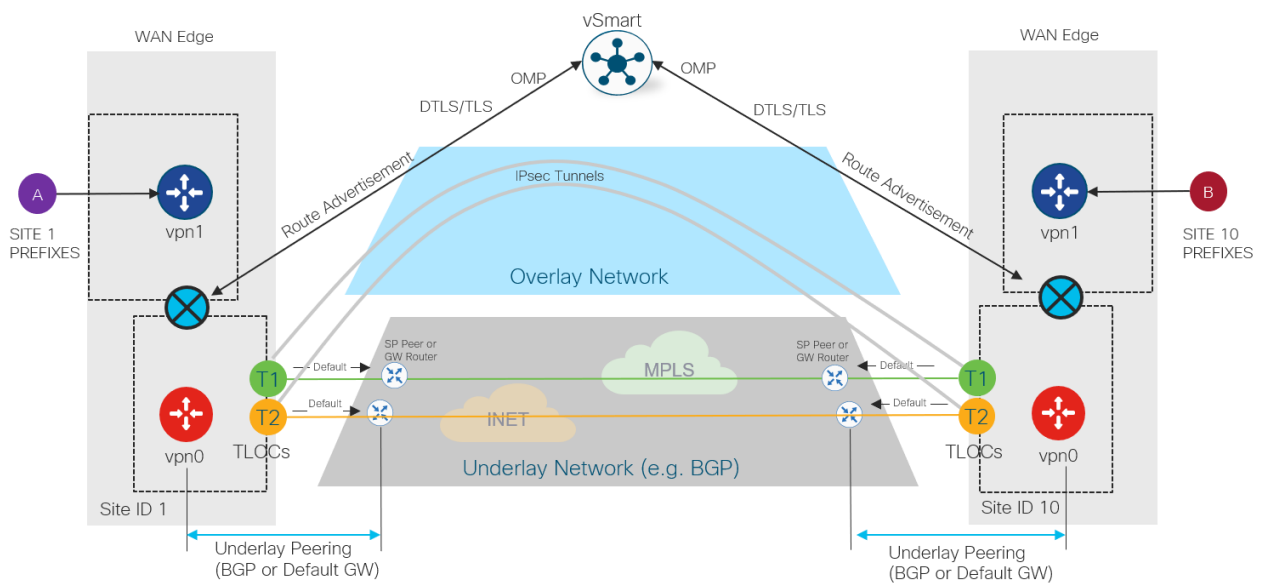 vSmart
WAN Edge
WAN Edge
OMP
OMP
DTLS/TLS
DTLS/TLS
Route Advertisement
Route Advertisement
IPsec Tunnels
A
B
vpn1
vpn1
SITE 1
PREFIXES
SITE 10
PREFIXES
Overlay Network
SP Peer or
GW Router
SP Peer or
GW Router
Default
Default
T1
MPLS
T1
Default
Default
T2
INET
T2
TLOCs
TLOCs
vpn0
vpn0
Underlay Network (e.g. BGP)
Site ID 1
Site ID 10
Underlay Peering
(BGP or Default GW)
Underlay Peering
(BGP or Default GW)